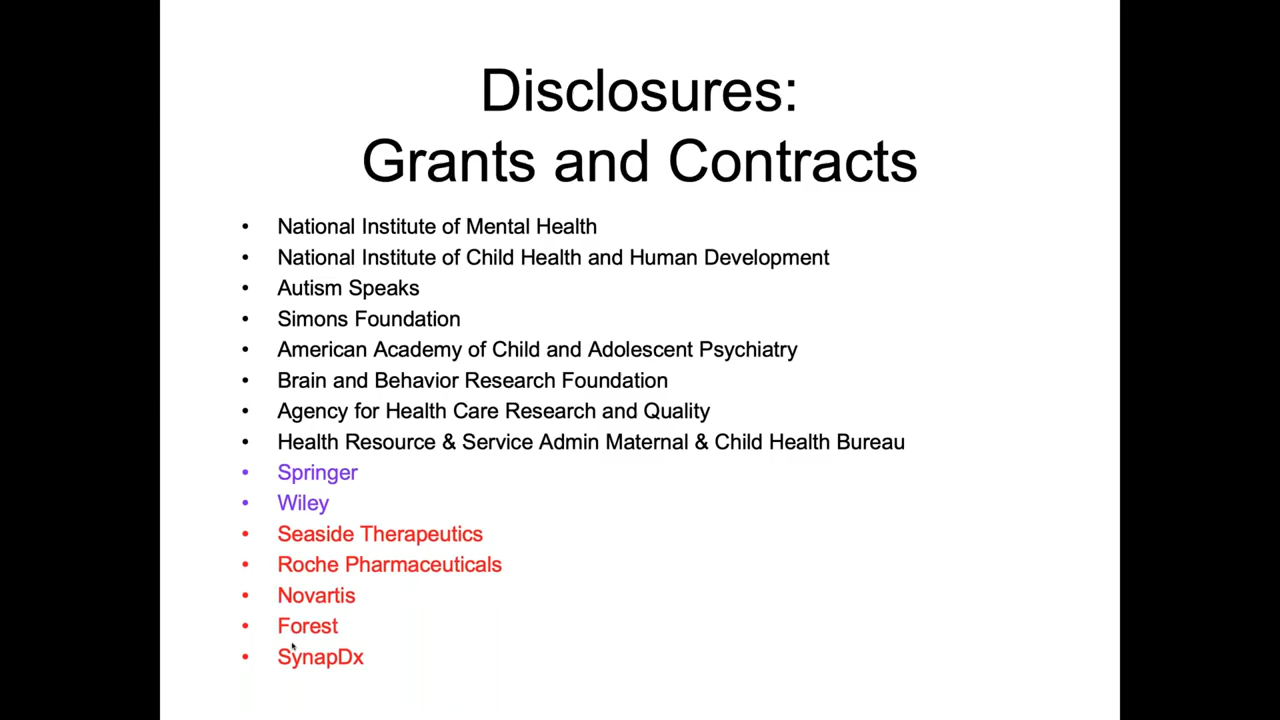 Disclosures:
Grants and Contracts
• National Institute of Mental Health
• National Institute of Child Health and Human Development
• Autism Speaks
• Simons Foundation
• American Academy of Child and Adolescent Psychiatry
• Brain and Behavior Research Foundation
• Agency for Health Care Research and Quality
• Health Resource & Service Admin Maternal & Child Health Bureau
• Springer
• Wiley
• Seaside Therapeutics
• Roche Pharmaceuticals
• Novartis
• Forest
• SynapDx